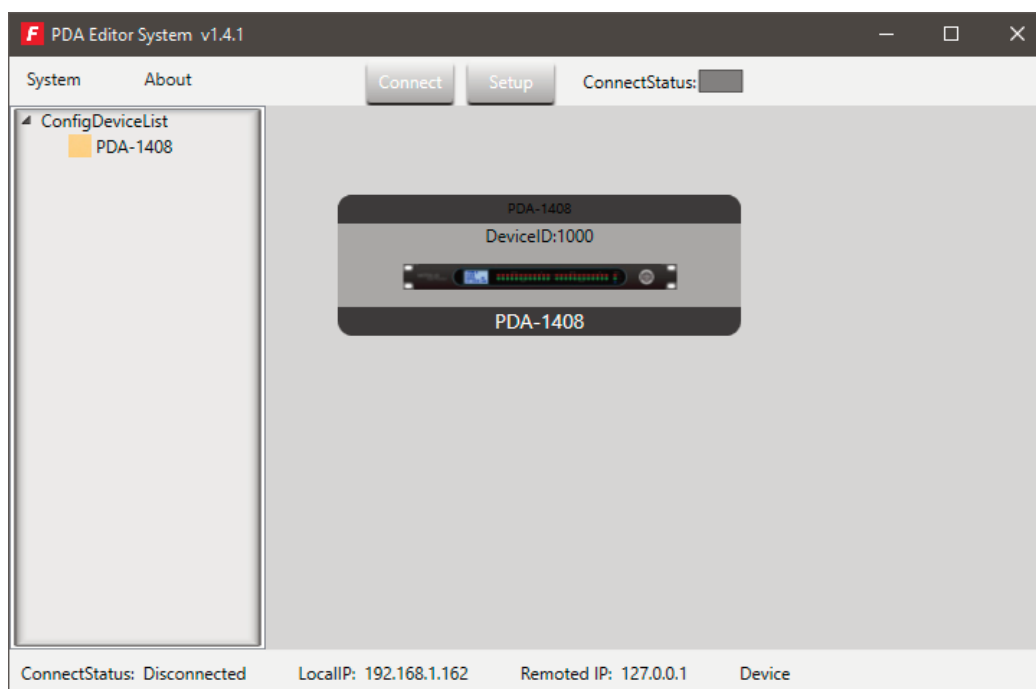 F PDA Editor System v1.4.1
System About Connect Setup ConnectStatus:
ConfigDeviceList
PDA-1408
PDA-1408
DeviceID:1000
PDA-1408
ConnectStatus: Disconnected LocalIP: 192.168.1.162 Remoted IP: 127.0.0.1 Device